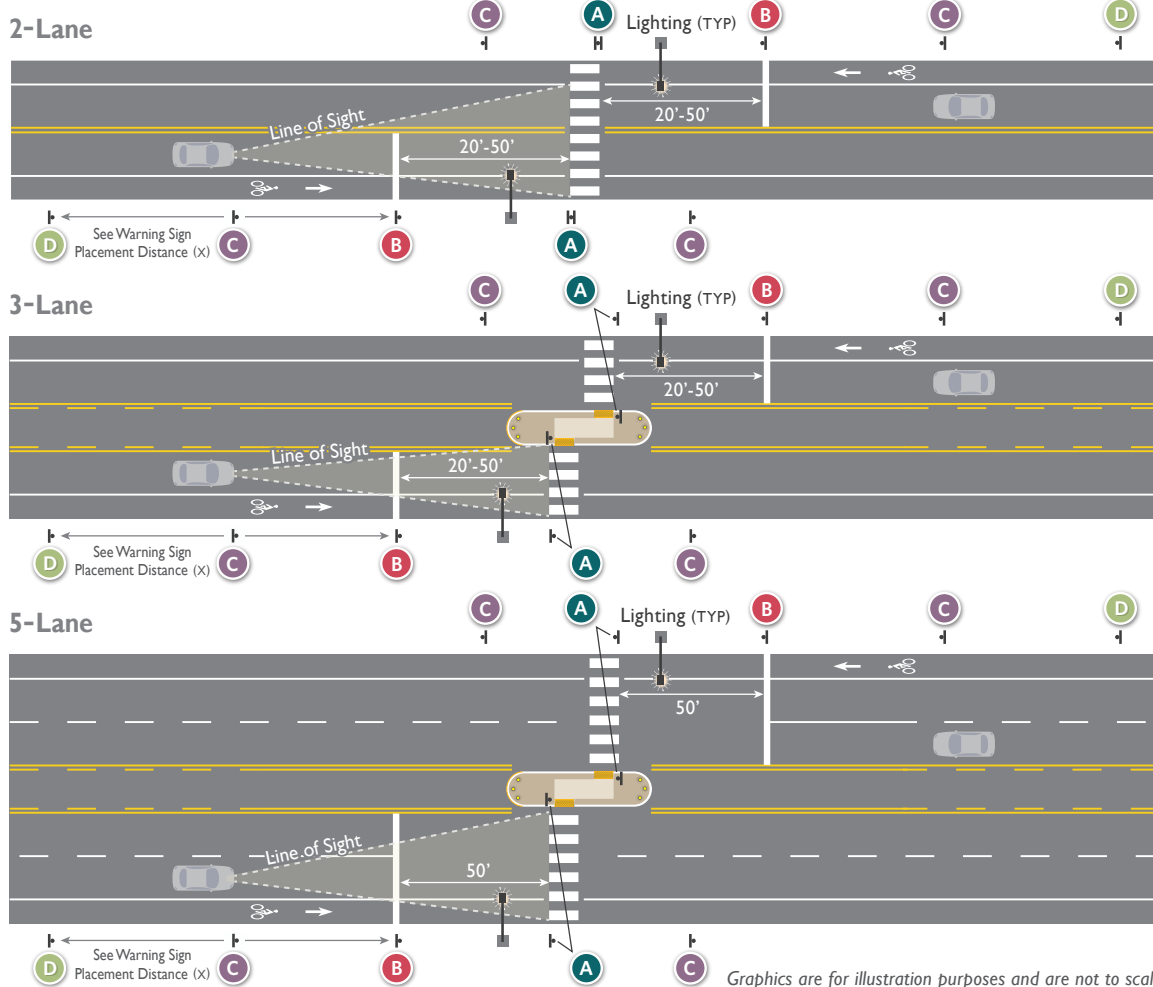 2-Lane
C
A
Lighting (TYP)
B
C
D
Line of Sight
20'-50'
20'-50'
D
See Warning Sign
Placement Distance (X)
C
B
A
C
3-Lane
C
A
Lighting (TYP)
B
C
D
20'-50'
Line of Sight
20'-50'
D
See Warning Sign
Placement Distance (X)
C
B
A
C
5-Lane
C
A
Lighting (TYP)
B
C
D
50'
Line of Sight
50'
D
See Warning Sign
Placement Distance (X)
C
B
A
C
Graphics are for illustration purposes and are not to scal